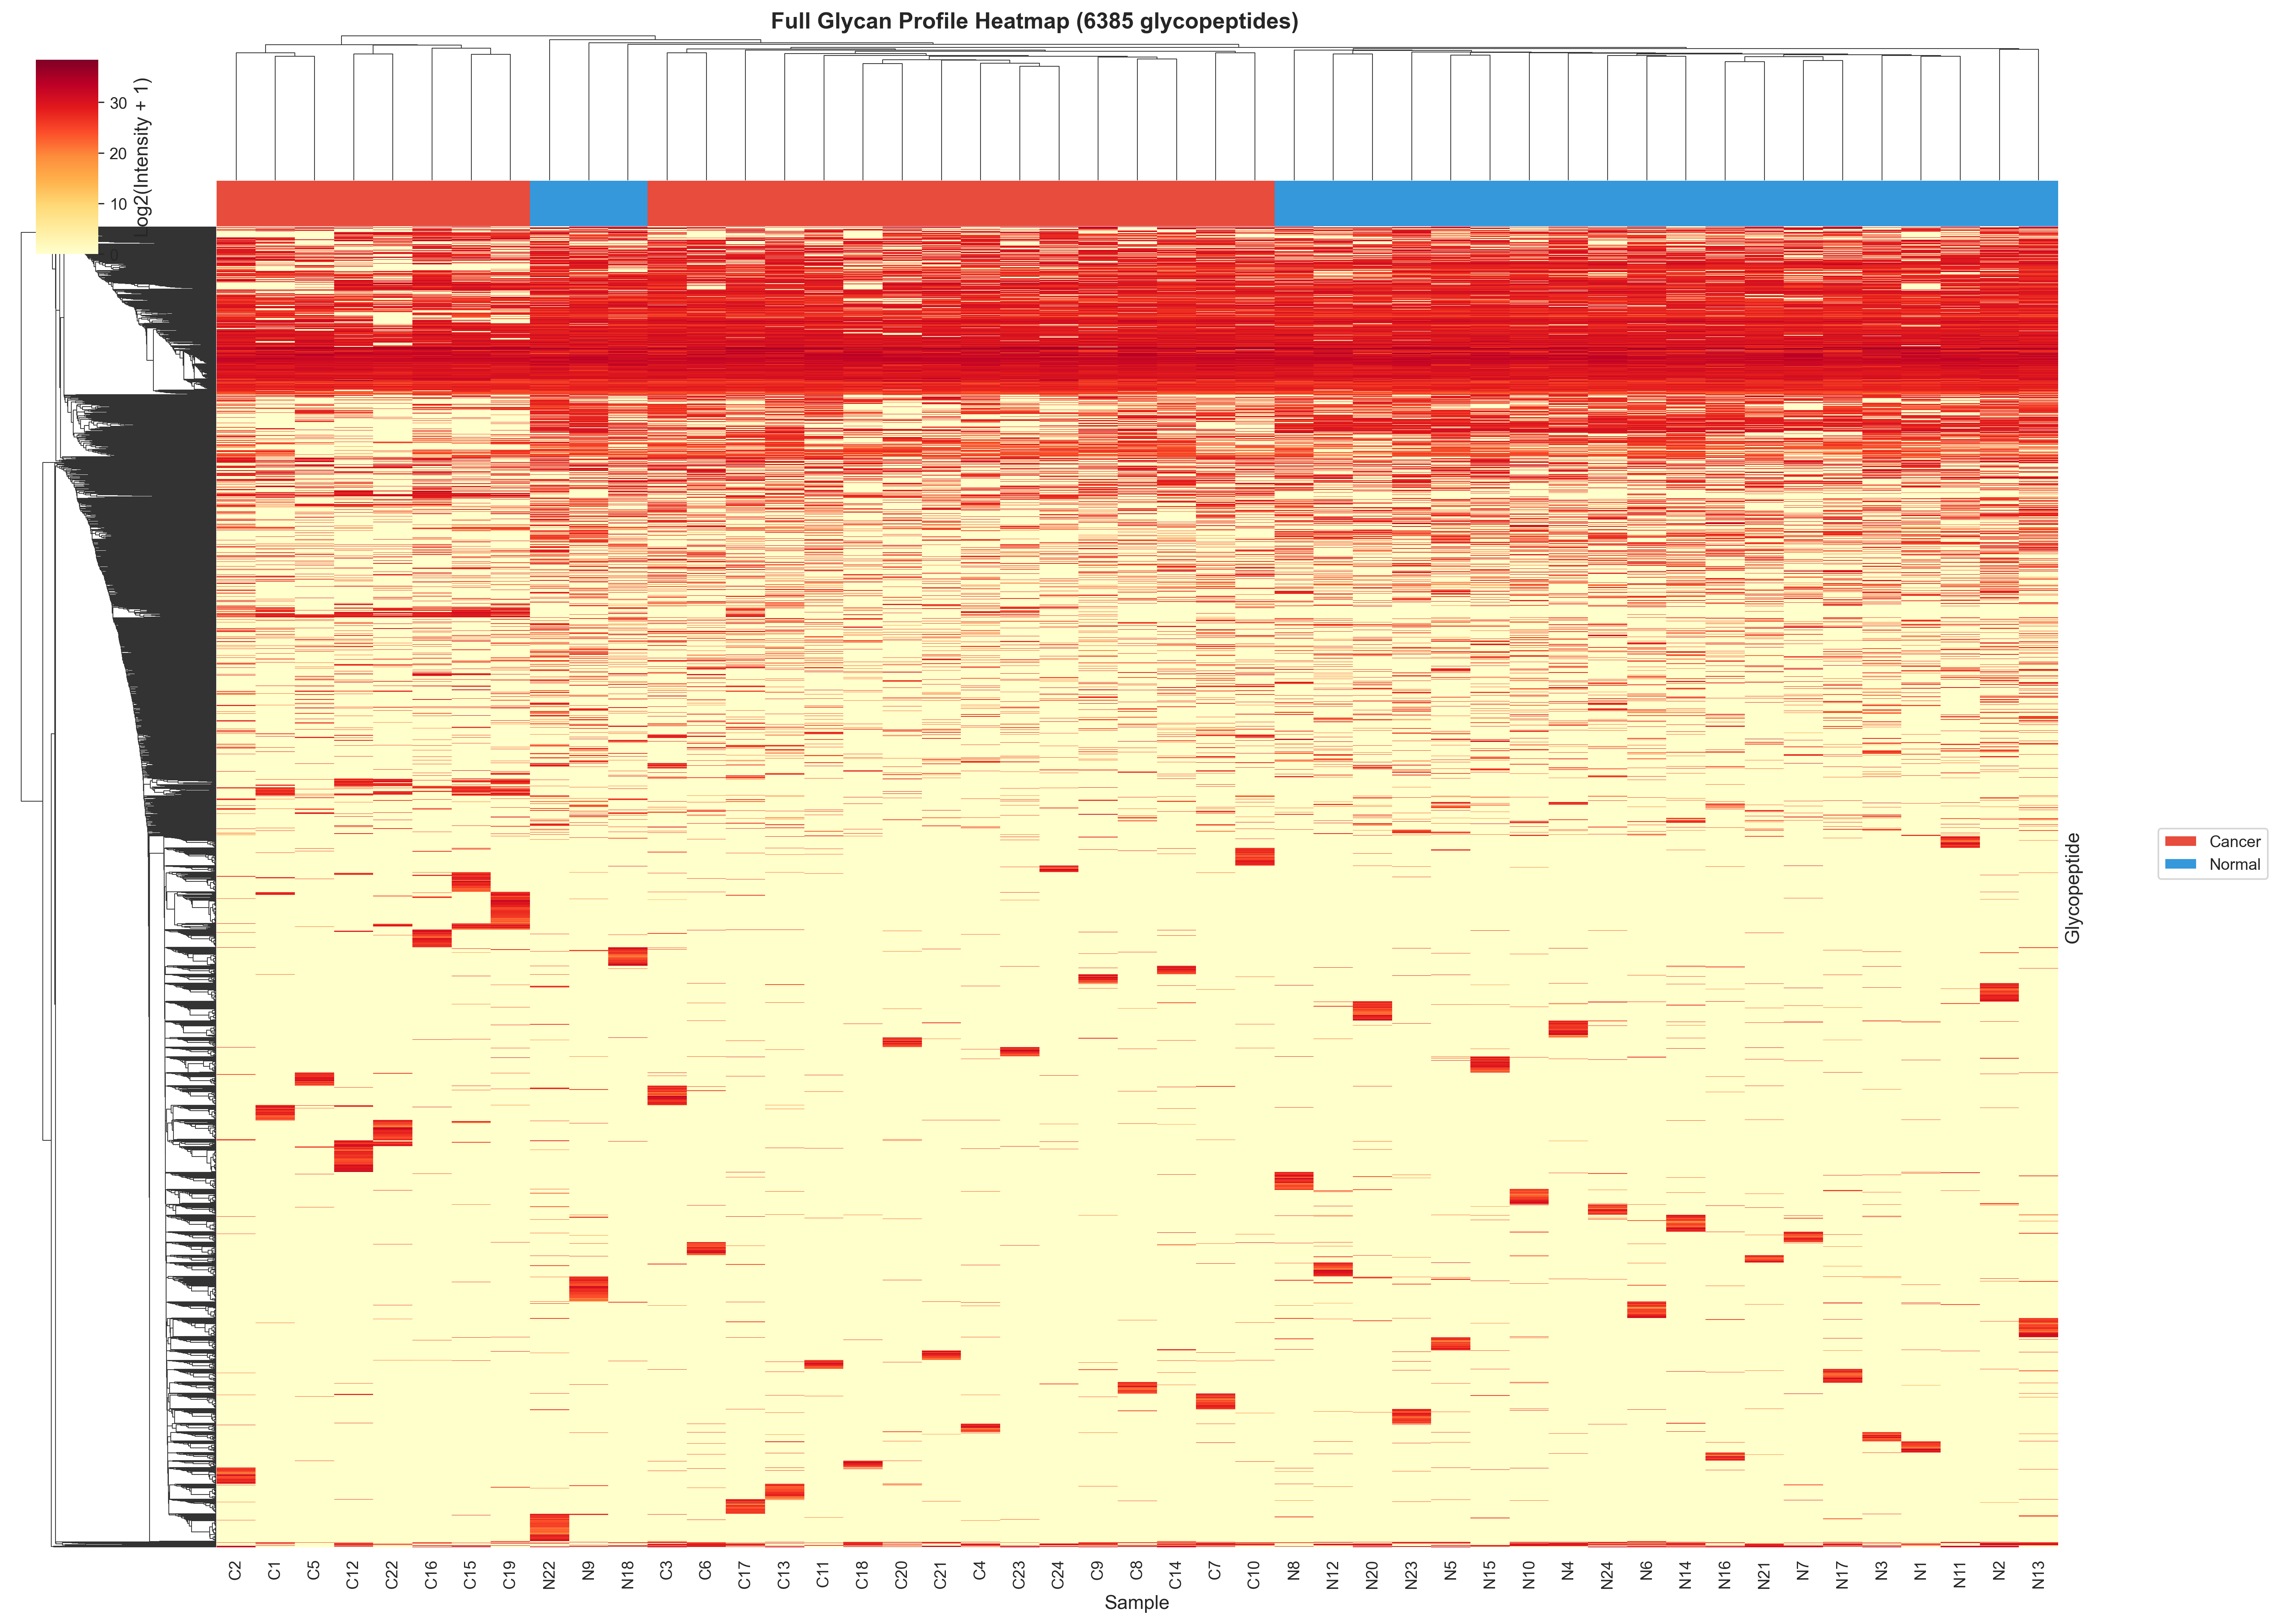 Full Glycan Profile Heatmap (6385 glycopeptides)
30
20
10
0
Log2(Intensity + 1)
Glycopeptide
Cancer
Normal
C2 C1 C5 C12 C22 C16 C15 C19 N22 N9 N18 C3 C6 C17 C13 C11 C18 C20 C21 C4 C23 C24 C9 C8 C14 C7 C10 N8 N12 N20 N23 N5 N15 N10 N4 N24 N6 N14 N16 N21 N7 N17 N3 N1 N11 N2 N13
Sample